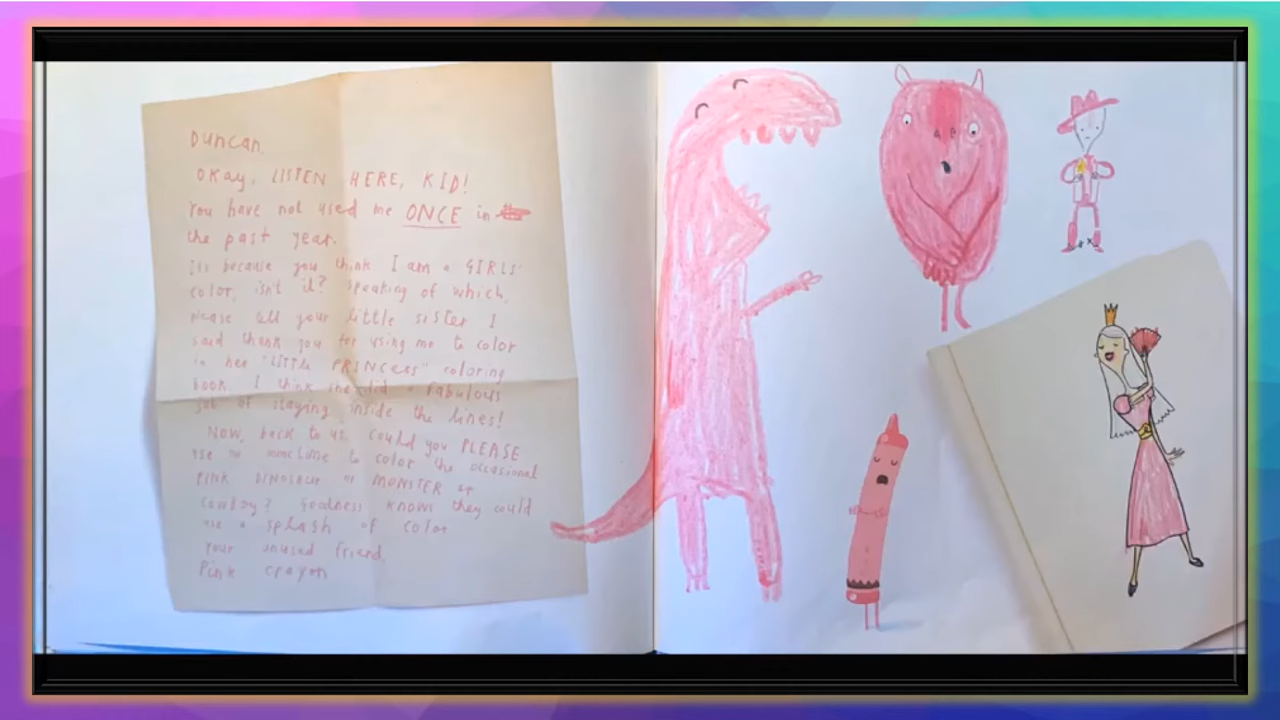 Duncan.
Okay, LISTEN HERE, KID!
You have not used me ONCE in
the past year.
Its because you think I am a GIRLS'
color, isn't it? Speaking of which,
please tell your little sister I
said thank you for using me to color
in her "LITTLE PRINCESS" coloring
book. I think she did a fabulous
job of staying inside the lines!
Now, back to us. Could you PLEASE
use me sometime to color the occasional
PINK DINOSAUR or MONSTER or
Cowboy? Goodness knows they could
use a splash of color
Your unused friend,
Pink crayon